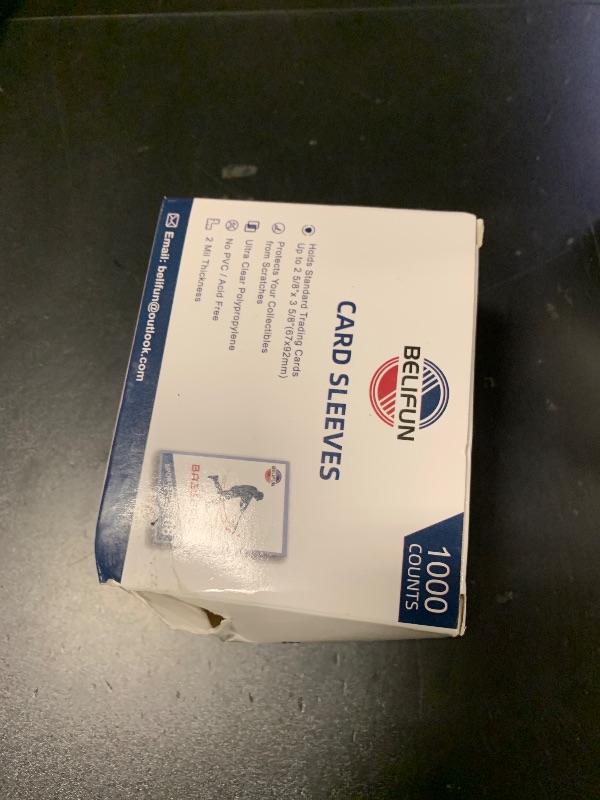 BELIFUN
1000
COUNTS
CARD SLEEVES
Holds Standard Trading Cards
Up to 2 5/8"x 3 5/8"(67x92mm)
Protects Your Collectibles
from Scratches
Ultra Clear Polypropylene
No PVC / Acid Free
2 Mil Thickness
BELIFUN
Email: belifun@outlook.com